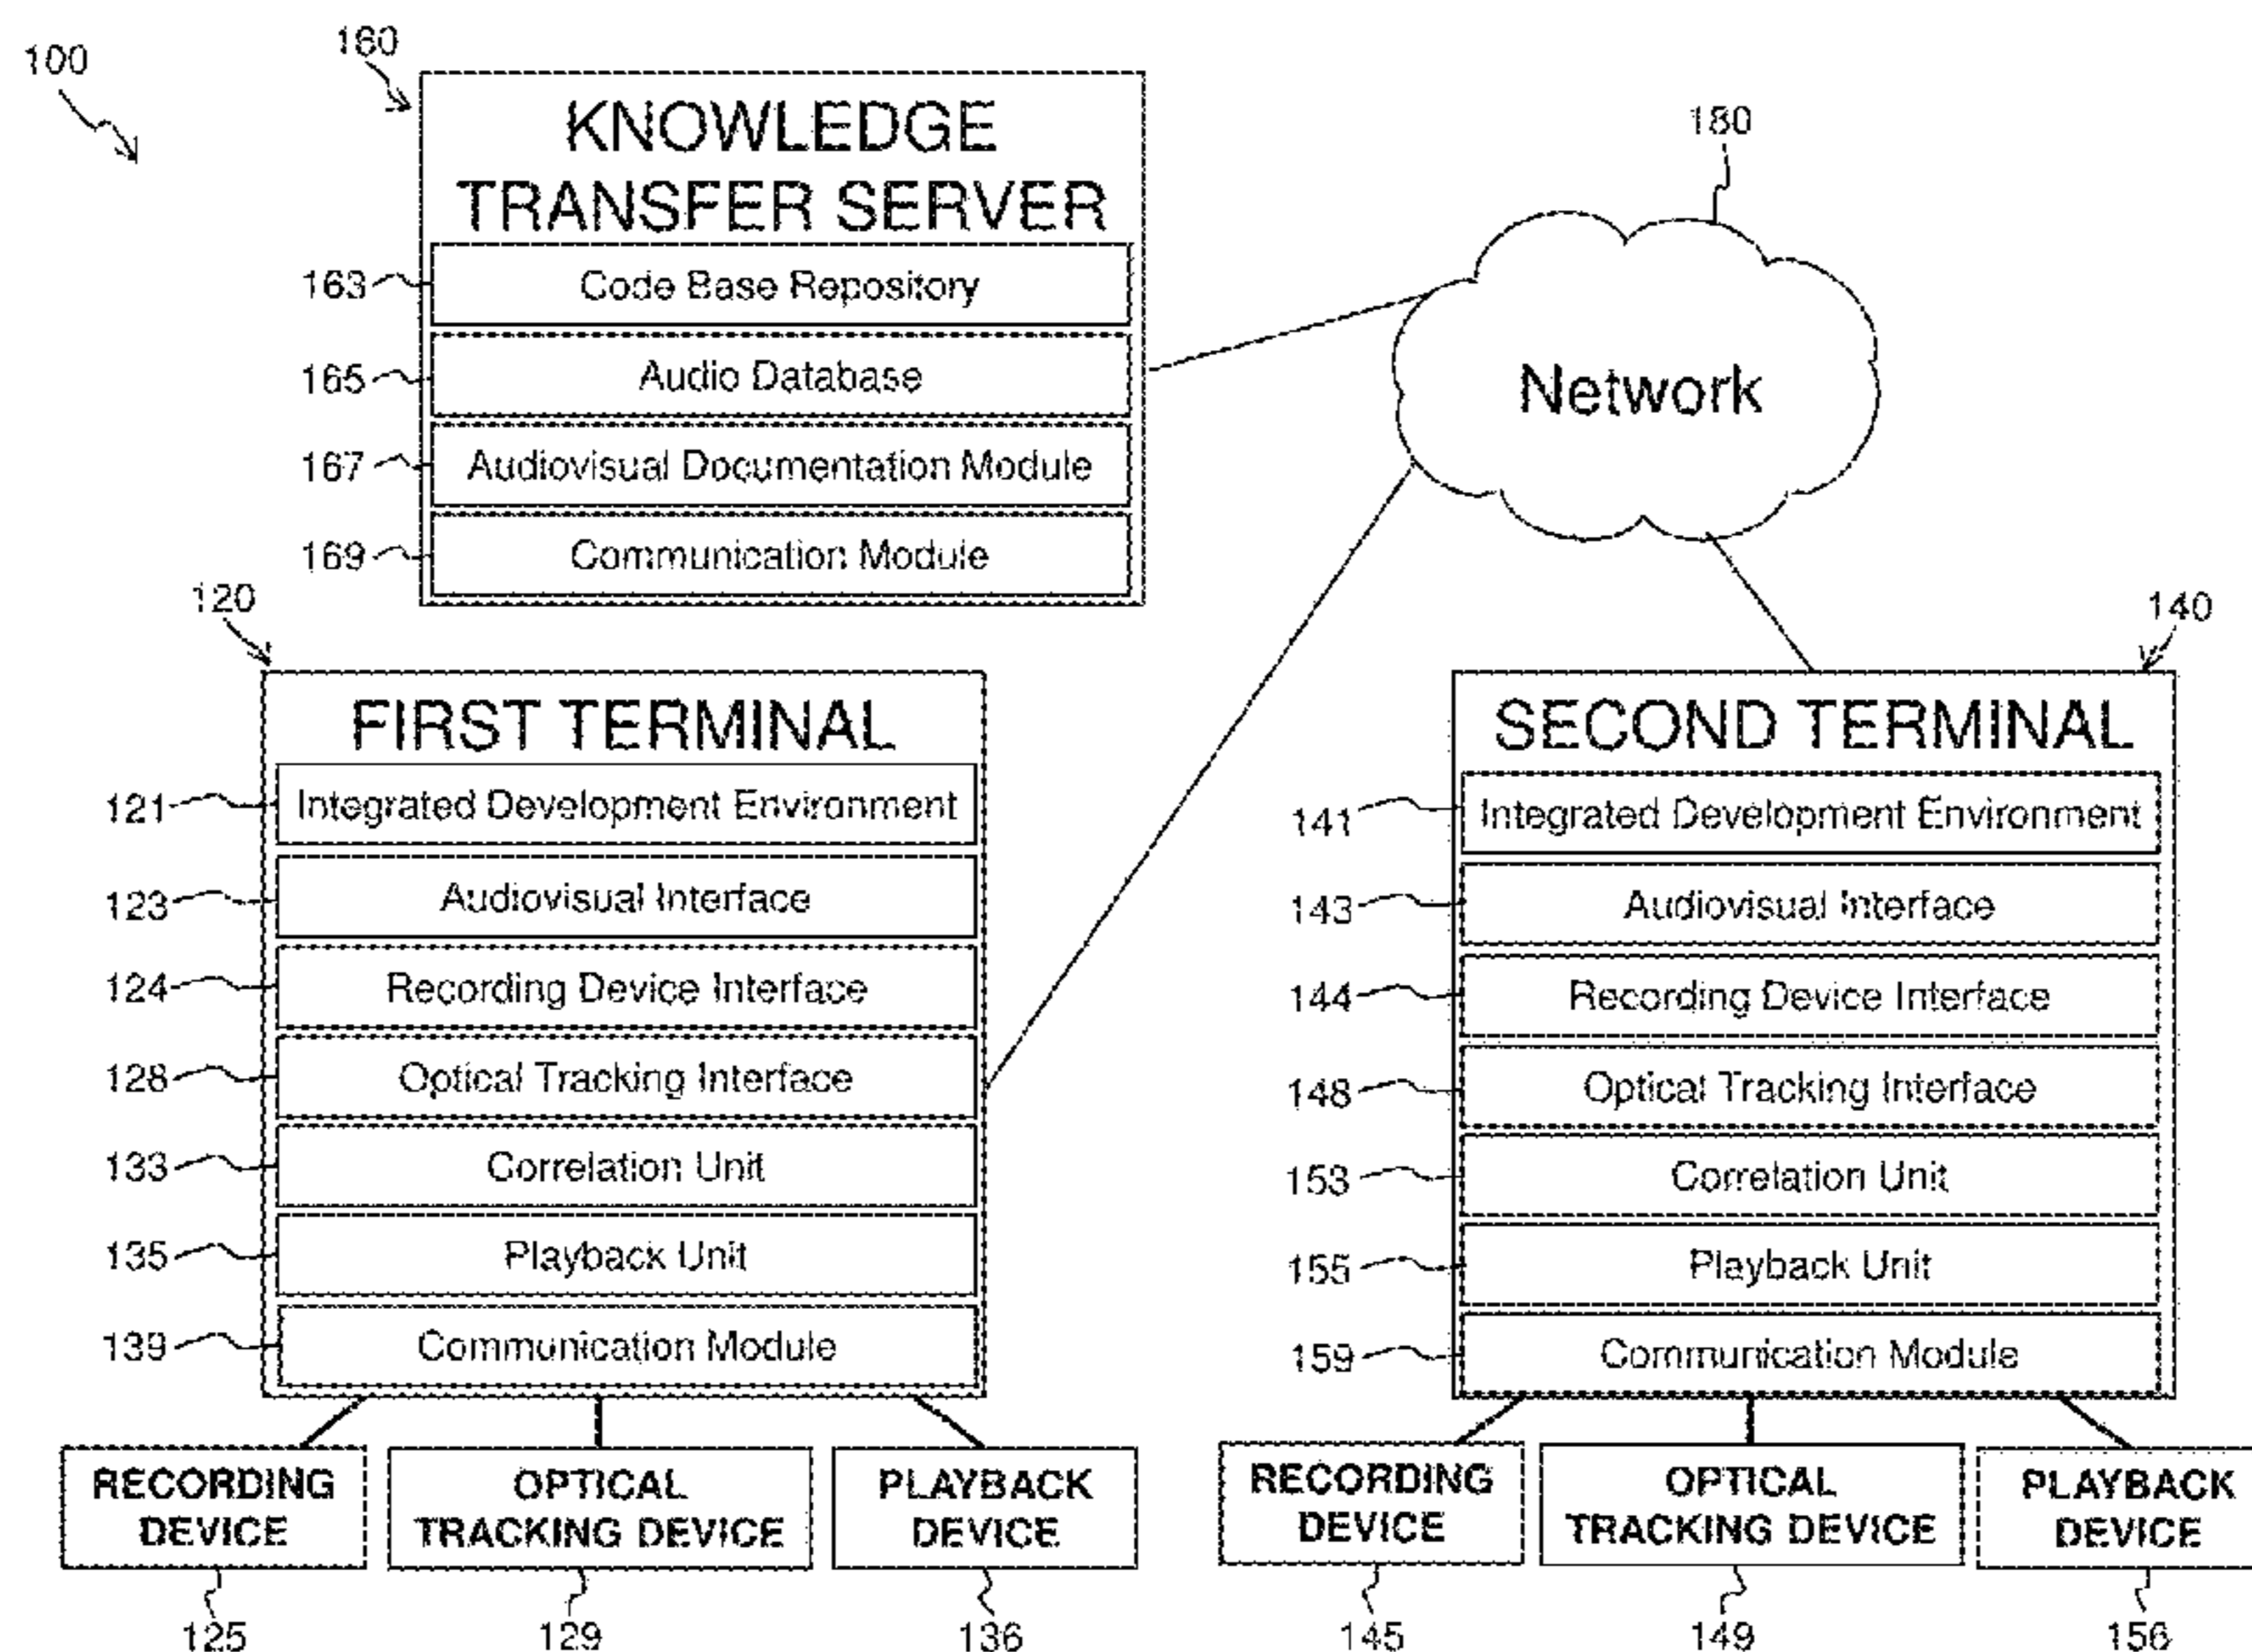 100
160
KNOWLEDGE
TRANSFER SERVER
163 Code Base Repository
165 Audio Database
167 Audiovisual Documentation Module
169 Communication Module
180
Network
120
FIRST TERMINAL
121 Integrated Development Environment
123 Audiovisual Interface
124 Recording Device Interface
128 Optical Tracking Interface
133 Correlation Unit
135 Playback Unit
139 Communication Module
RECORDING
DEVICE
OPTICAL
TRACKING DEVICE
PLAYBACK
DEVICE
125
129
136
140
SECOND TERMINAL
141 Integrated Development Environment
143 Audiovisual Interface
144 Recording Device Interface
148 Optical Tracking Interface
153 Correlation Unit
155 Playback Unit
159 Communication Module
RECORDING
DEVICE
OPTICAL
TRACKING DEVICE
PLAYBACK
DEVICE
145
149
156